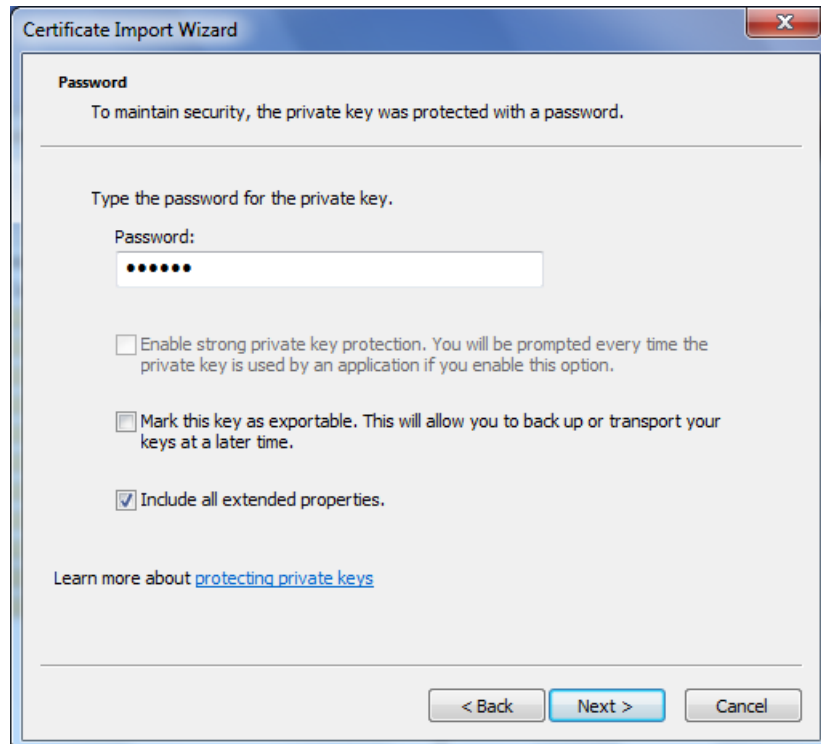 Certificate Import Wizard
Password
To maintain security, the private key was protected with a password.
Type the password for the private key.
Password:
••••••
Enable strong private key protection. You will be prompted every time the
private key is used by an application if you enable this option.
Mark this key as exportable. This will allow you to back up or transport your
keys at a later time.
Include all extended properties.
Learn more about protecting private keys
< Back
Next >
Cancel